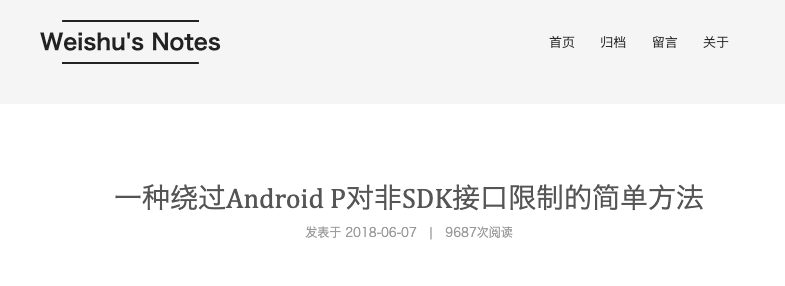 Weishu's Notes
首页 归档 留言 关于
一种绕过Android P对非SDK接口限制的简单方法
发表于 2018-06-07 | 9687次阅读